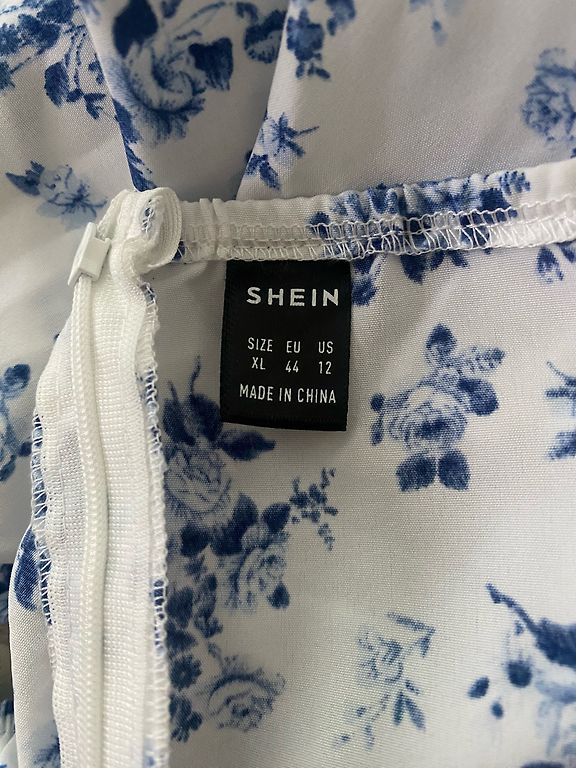 SHEIN
SIZE EU US
XL 44 12
MADE IN CHINA